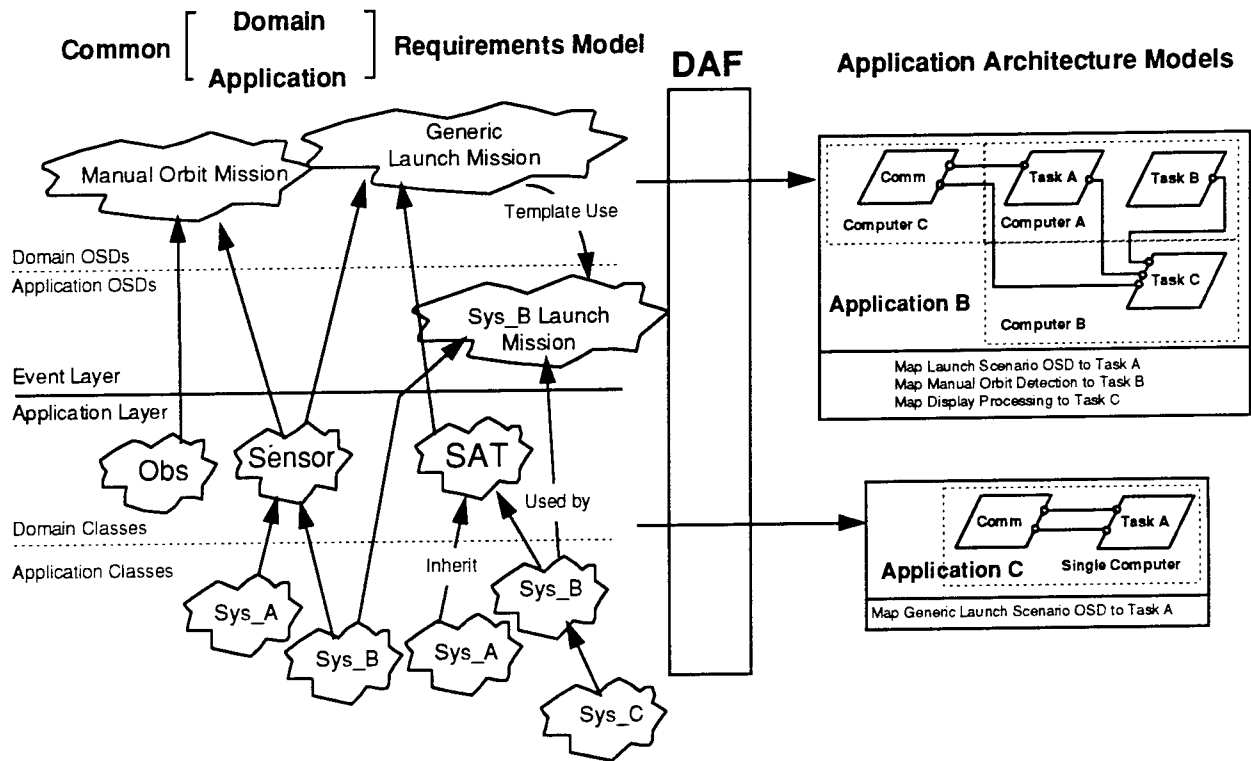 Common
Domain
Application
Requirements Model
DAF
Application Architecture Models
Manual Orbit Mission
Generic
Launch Mission
Template Use
Domain OSDs
Application OSDs
Sys_B Launch
Mission
Event Layer
Application Layer
Obs
Sensor
SAT
Used by
Domain Classes
Application Classes
Inherit
Sys_A
Sys_B
Sys_A
Sys_B
Sys_C
Comm
Task A
Task B
Computer C
Computer A
Task C
Application B
Computer B
Map Launch Scenario OSD to Task A
Map Manual Orbit Detection to Task B
Map Display Processing to Task C
Comm
Task A
Application C
Single Computer
Map Generic Launch Scenario OSD to Task A